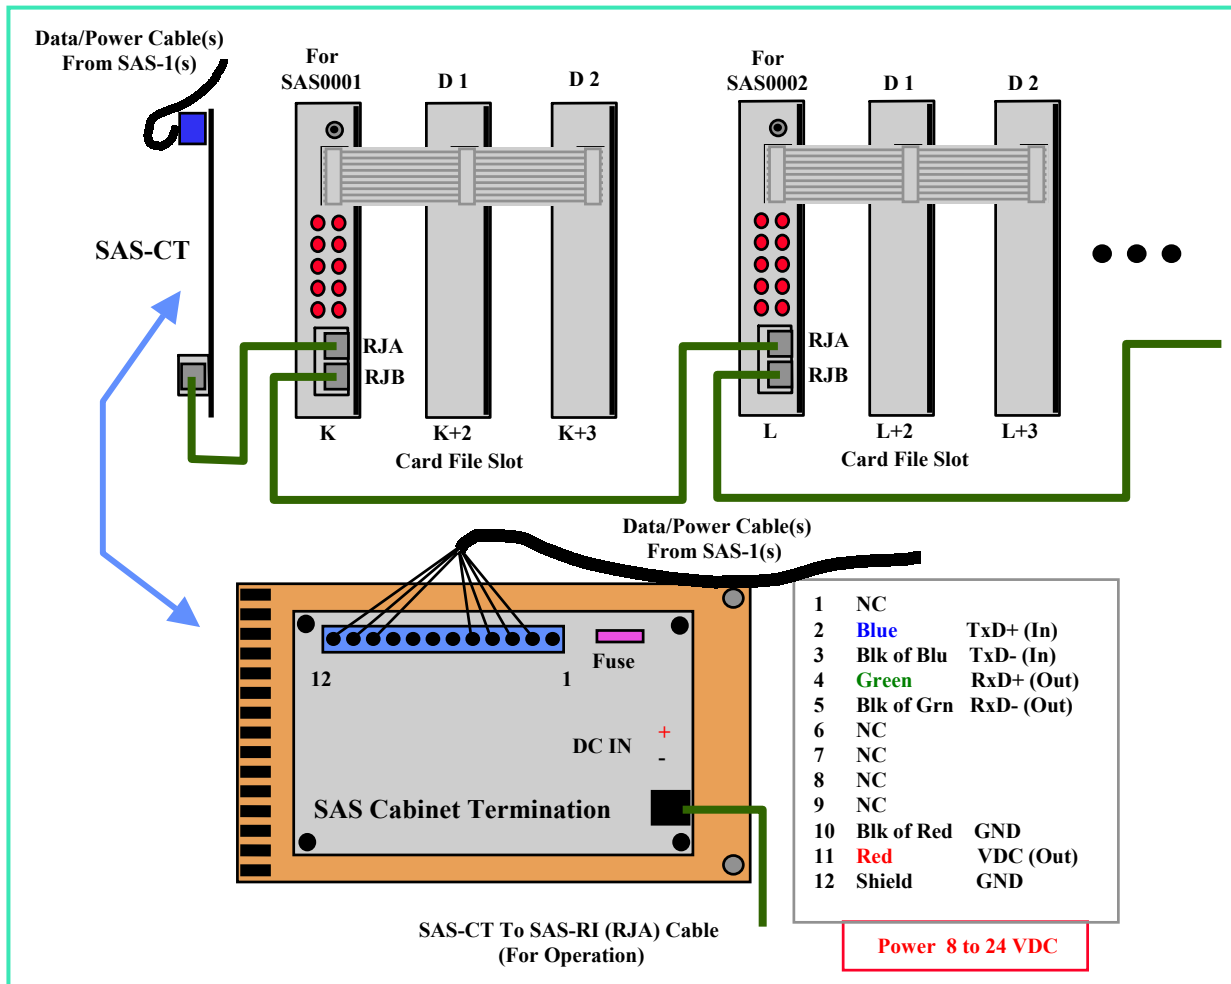 Data/Power Cable(s)
From SAS-1(s)
For
SAS0001
D 1
D 2
For
SAS0002
D 1
D 2
SAS-CT
RJA
RJB
RJA
RJB
K
K+2
K+3
Card File Slot
L
L+2
L+3
Card File Slot
Data/Power Cable(s)
From SAS-1(s)
12
1
Fuse
DC IN
+
-
SAS Cabinet Termination
1 NC
2 Blue TxD+ (In)
3 Blk of Blu TxD- (In)
4 Green RxD+ (Out)
5 Blk of Grn RxD- (Out)
6 NC
7 NC
8 NC
9 NC
10 Blk of Red GND
11 Red VDC (Out)
12 Shield GND
SAS-CT To SAS-RI (RJA) Cable
(For Operation)
Power 8 to 24 VDC